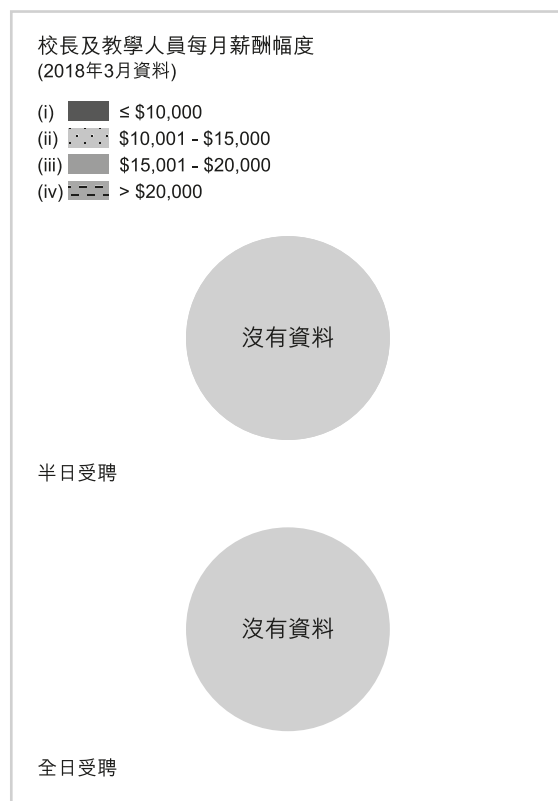 校長及教學人員每月薪酬幅度
(2018年3月資料)
(i) ≤ $10,000
(ii) $10,001 - $15,000
(iii) $15,001 - $20,000
(iv) > $20,000
沒有資料
半日受聘
沒有資料
全日受聘